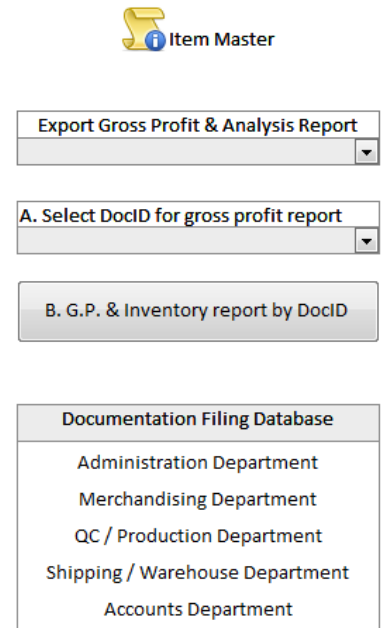 Item Master
Export Gross Profit & Analysis Report
A. Select DocID for gross profit report
B. G.P. & Inventory report by DocID
Documentation Filing Database
Administration Department
Merchandising Department
QC / Production Department
Shipping / Warehouse Department
Accounts Department